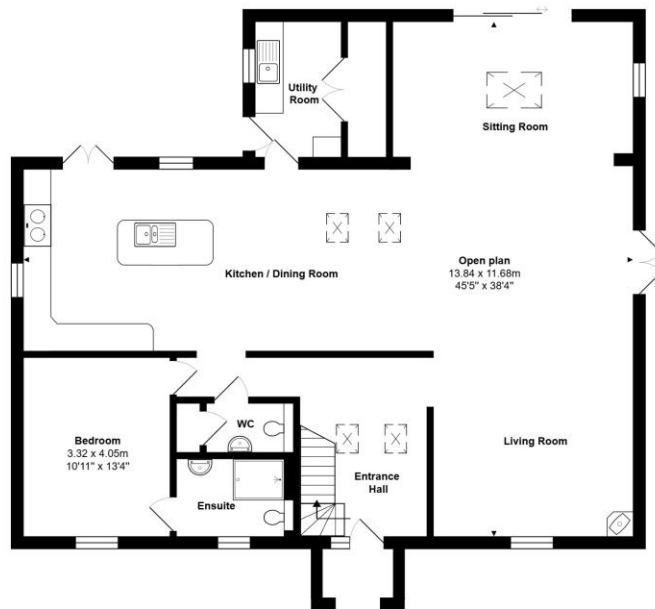 Utility
Room
Sitting Room
Kitchen / Dining Room
Open plan
13.84 x 11.68m
45'5" x 38'4"
Bedroom
3.32 x 4.05m
10'11" x 13'4"
WC
Ensuite
Entrance
Hall
Living Room